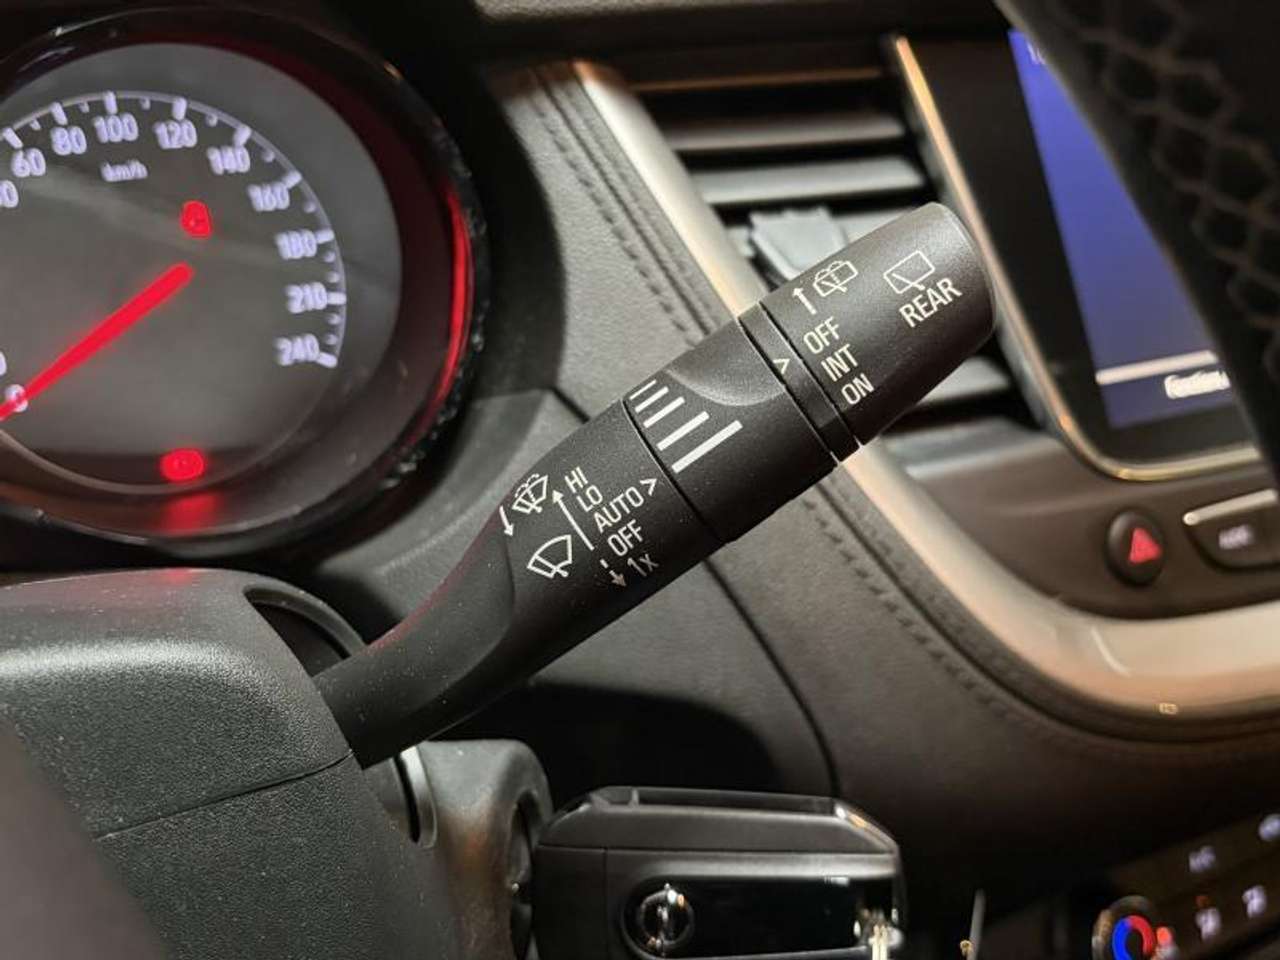 60
80
100
120
140
160
180
210
240
km/h
0
OFF
INT
ON
REAR
HI
LO
AUTO >
OFF
1x